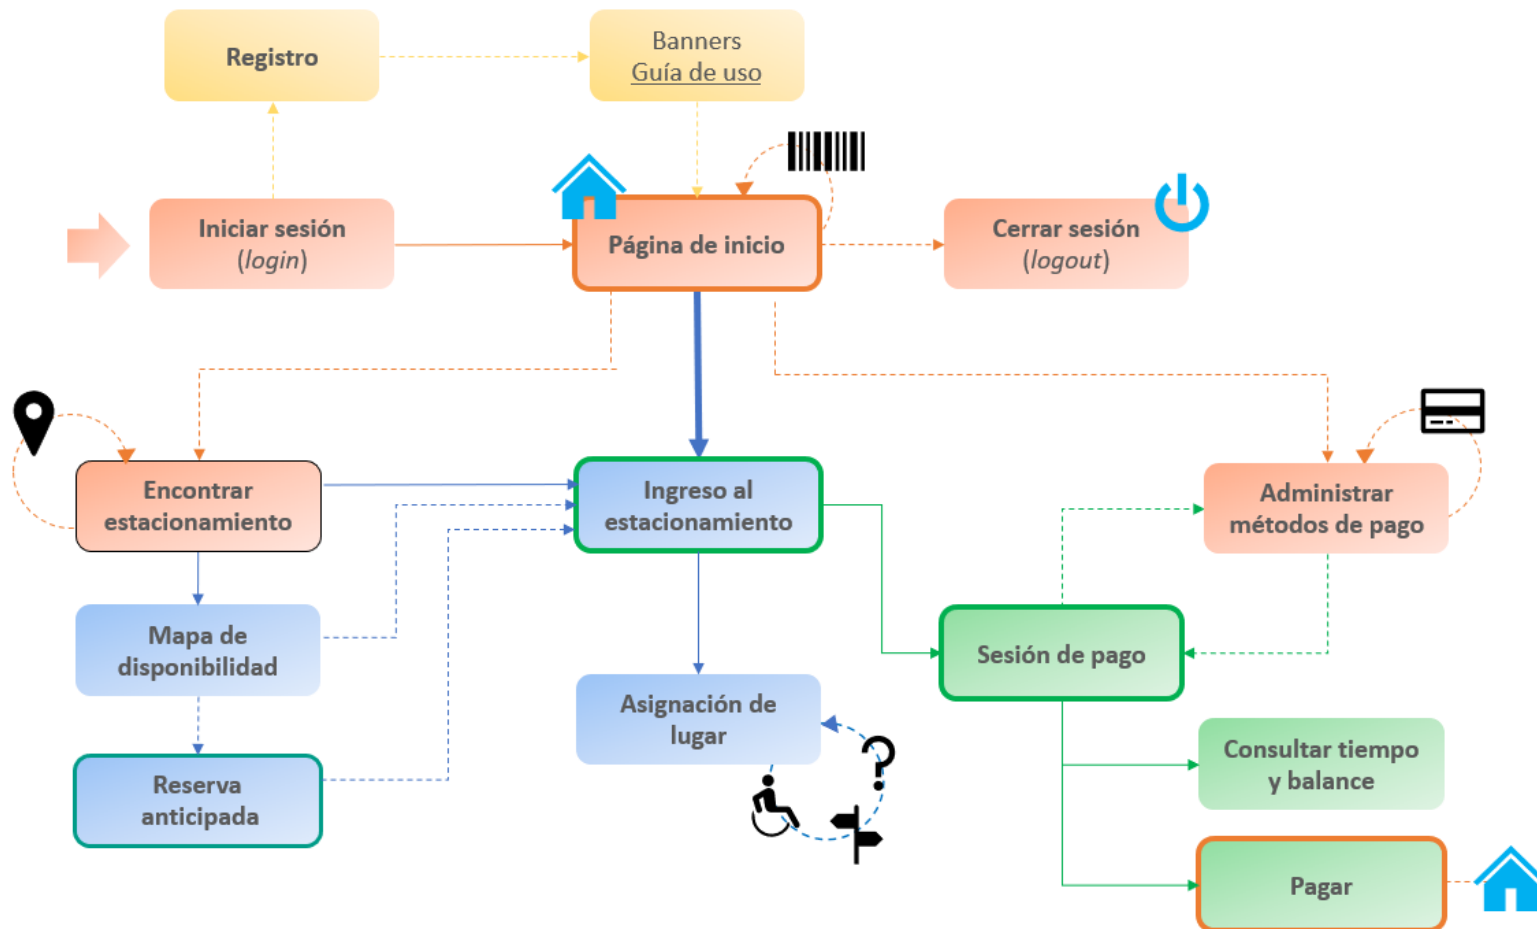 Registro
Banners
Guía de uso
Iniciar sesión
(login)
Página de inicio
Cerrar sesión
(logout)
Encontrar
estacionamiento
Ingreso al
estacionamiento
Administrar
métodos de pago
Mapa de
disponibilidad
Sesión de pago
Asignación de
lugar
Consultar tiempo
y balance
Reserva
anticipada
?
Pagar